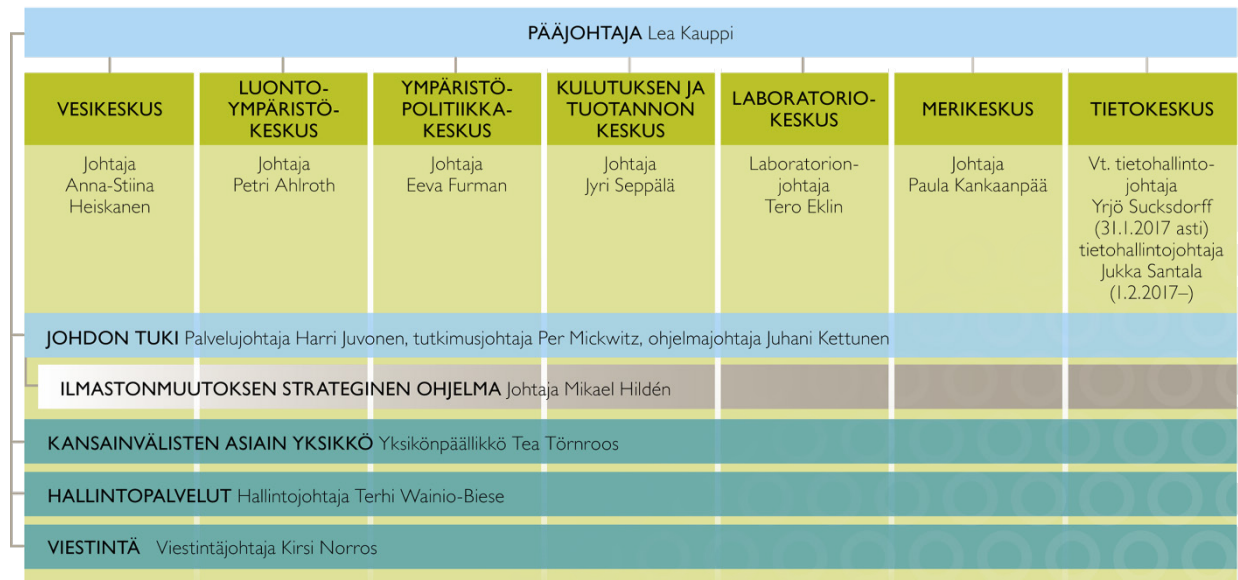 PÄÄJOHTAJA Lea Kauppi
VESIKESKUS
LUONTO-
YMPÄRISTÖ-
KESKUS
YMPÄRISTÖ-
POLITIIKKA-
KESKUS
KULUTUKSEN JA
TUOTANNON
KESKUS
LABORATORIO-
KESKUS
MERIKESKUS
TIETOKESKUS
Johtaja
Anna-Stiina
Heiskanen
Johtaja
Petri Ahlroth
Johtaja
Eeva Furman
Johtaja
Jyri Seppälä
Laboratorion-
johtaja
Tero Eklin
Johtaja
Paula Kankaanpää
Vt. tietohallinto-
johtaja
Yrjö Sucksdorff
(31.1.2017 asti)
tietohallintojohtaja
Jukka Santala
(1.2.2017–)
JOHDON TUKI Palvelujohtaja Harri Juvonen, tutkimusjohtaja Per Mickwitz, ohjelmajohtaja Juhani Kettunen
ILMASTONMUUTOKSEN STRATEGINEN OHJELMA Johtaja Mikael Hildén
KANSAINVÄLISTEN ASIAIN YKSIKKÖ Yksikönpäällikkö Tea Törnroos
HALLINTOPALVELUT Hallintojohtaja Terhi Wainio-Biese
VIESTINTÄ Viestintäjohtaja Kirsi Norros